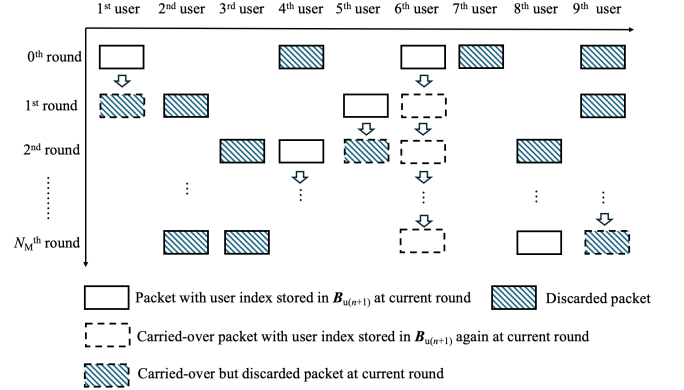 1st user 2nd user 3rd user 4th user 5th user 6th user 7th user 8th user 9th user
0th round
1st round
2nd round
NMth round
Packet with user index stored in Bu(n+1) at current round Discarded packet
Carried-over packet with user index stored in Bu(n+1) again at current round
Carried-over but discarded packet at current round